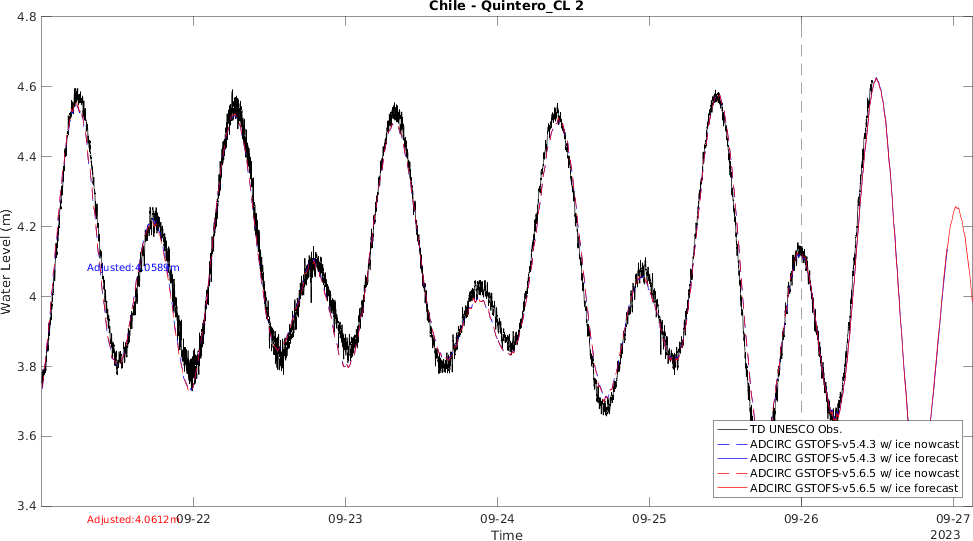 Chile - Quintero_CL 2
4.8
4.6
4.4
4.2
4
3.8
3.6
3.4
Water Level (m)
Adjusted:4.0589m
Adjusted:4.0612m
TD UNESCO Obs.
ADCIRC GSTOFS-v5.4.3 w/ ice nowcast
ADCIRC GSTOFS-v5.4.3 w/ ice forecast
ADCIRC GSTOFS-v5.6.5 w/ ice nowcast
ADCIRC GSTOFS-v5.6.5 w/ ice forecast
09-22 09-23 09-24 09-25 09-26 09-27
Time
2023